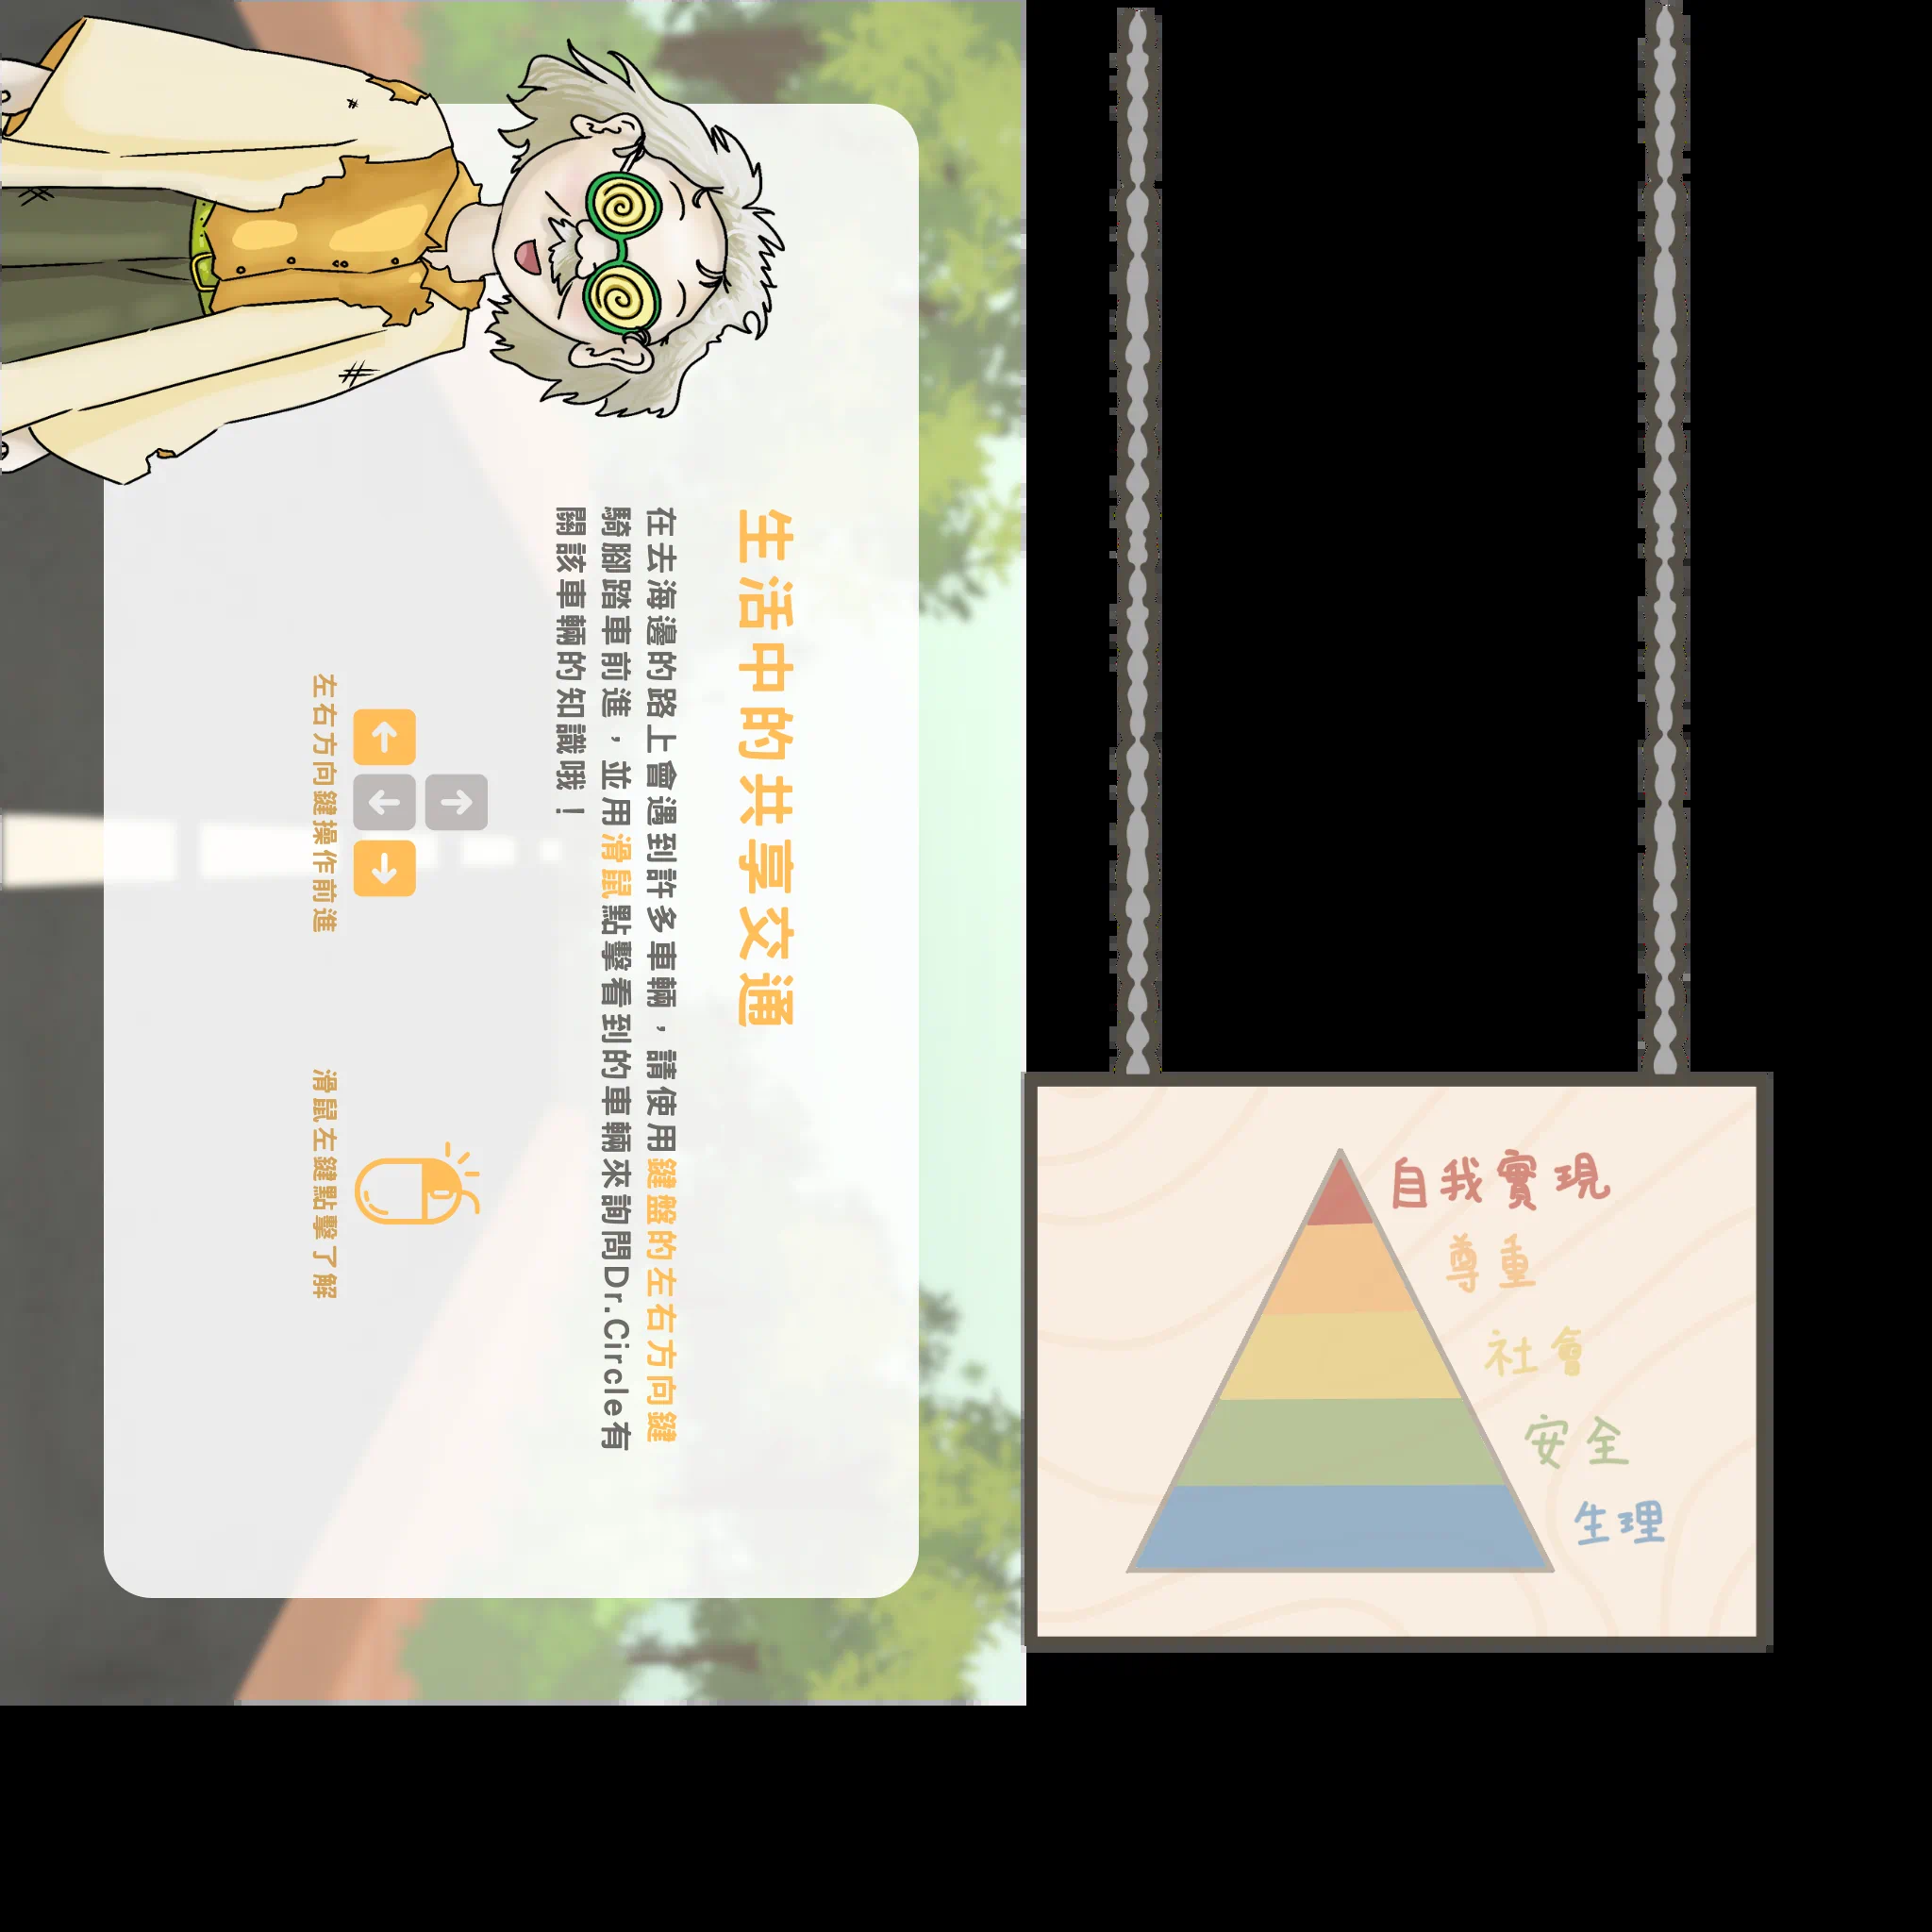 生活中的共享交通
在去海邊的路上會遇到許多車輛，請使用鍵盤的左右方向鍵
騎腳踏車前進，並用滑鼠點擊看到的車輛來詢問Dr.Circle有
關該車輛的知識哦！
左右方向鍵操作前進
滑鼠左鍵點擊了解
自我實現
尊重
社會
安全
生理